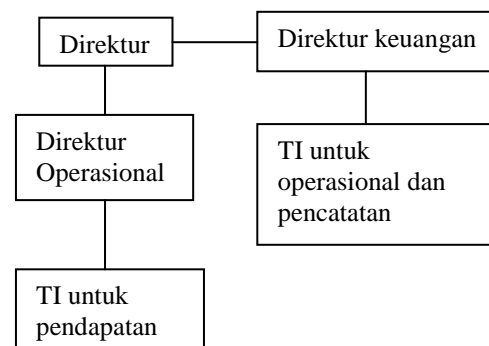 Direktur
Direktur keuangan
Direktur
Operasional
TI untuk
operasional dan
pencatatan
TI untuk
pendapatan